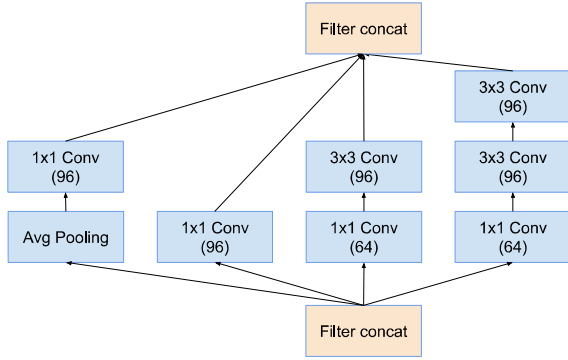 Filter concat
3x3 Conv
(96)
1x1 Conv
(96)
3x3 Conv
(96)
3x3 Conv
(96)
Avg Pooling
1x1 Conv
(96)
1x1 Conv
(64)
1x1 Conv
(64)
Filter concat